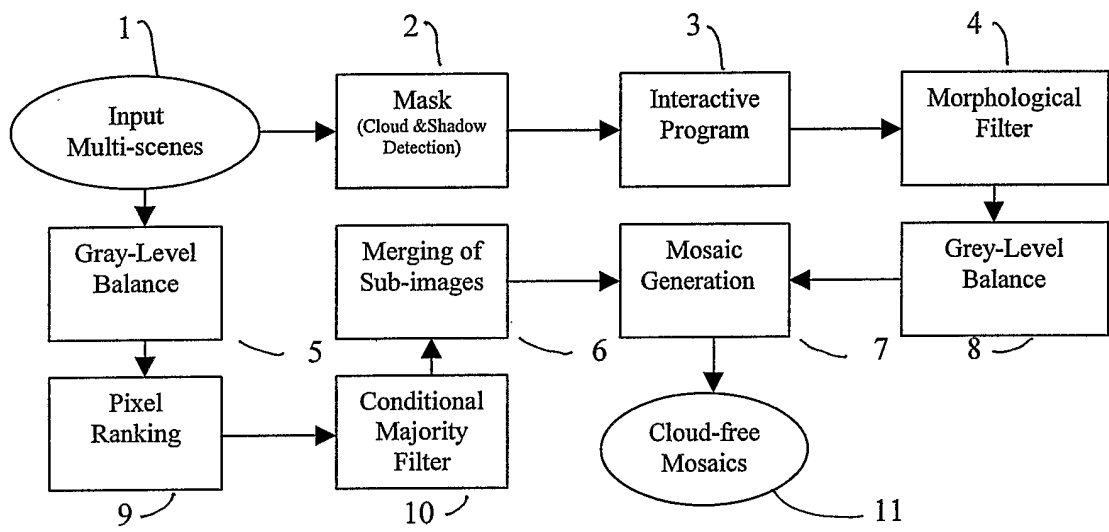 1
2
3
4
Input
Multi-scenes
Mask
(Cloud &Shadow
Detection)
Interactive
Program
Morphological
Filter
Gray-Level
Balance
Merging of
Sub-images
Mosaic
Generation
Grey-Level
Balance
5
6
7
8
Pixel
Ranking
Conditional
Majority
Filter
Cloud-free
Mosaics
9
10
11